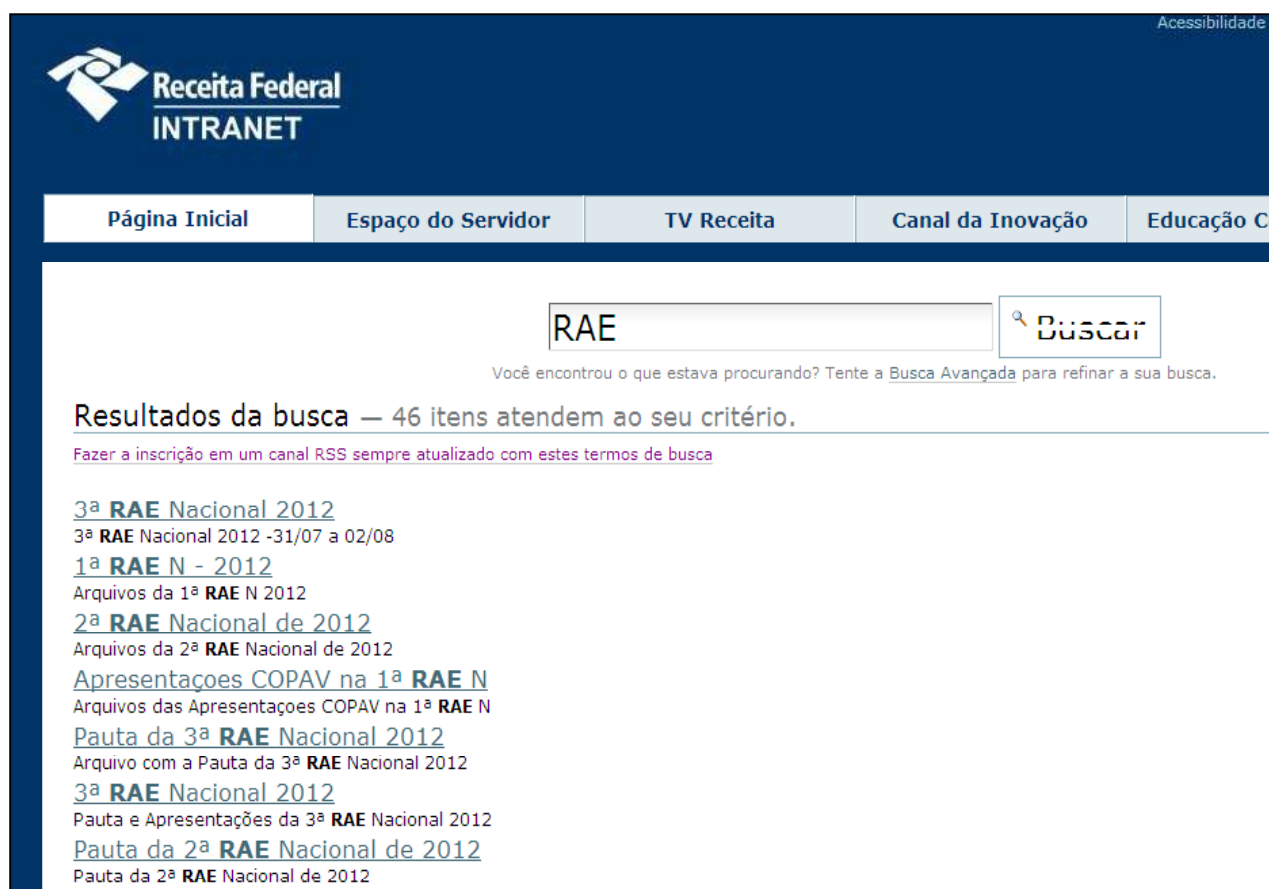 Acessibilidade
Receita Federal
INTRANET
Página Inicial Espaço do Servidor TV Receita Canal da Inovação Educação C
RAE Buscar
Você encontrou o que estava procurando? Tente a Busca Avançada para refinar a sua busca.
Resultados da busca — 46 itens atendem ao seu critério.
Fazer a inscrição em um canal RSS sempre atualizado com estes termos de busca
3ª RAE Nacional 2012
3ª RAE Nacional 2012 -31/07 a 02/08
1ª RAE N - 2012
Arquivos da 1ª RAE N 2012
2ª RAE Nacional de 2012
Arquivos da 2ª RAE Nacional de 2012
Apresentaçoes COPAV na 1ª RAE N
Arquivos das Apresentaçoes COPAV na 1ª RAE N
Pauta da 3ª RAE Nacional 2012
Arquivo com a Pauta da 3ª RAE Nacional 2012
3ª RAE Nacional 2012
Pauta e Apresentações da 3ª RAE Nacional 2012
Pauta da 2ª RAE Nacional de 2012
Pauta da 2ª RAE Nacional de 2012